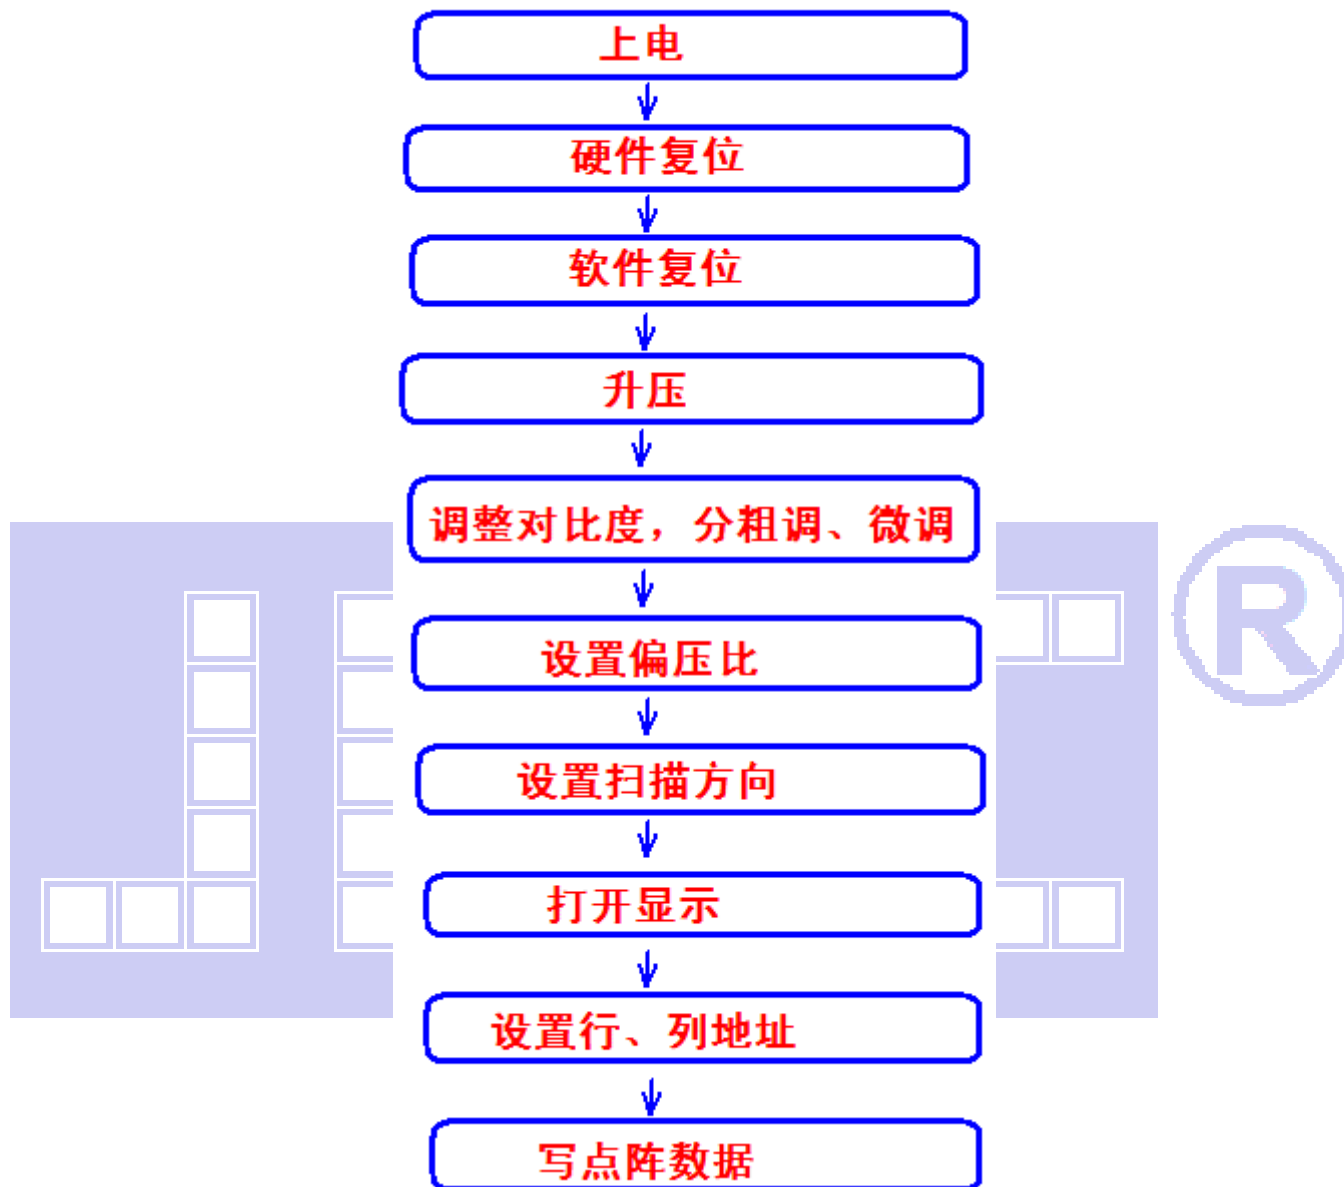 上电
硬件复位
软件复位
升压
调整对比度，分粗调、微调
设置偏压比
设置扫描方向
打开显示
设置行、列地址
写点阵数据
®